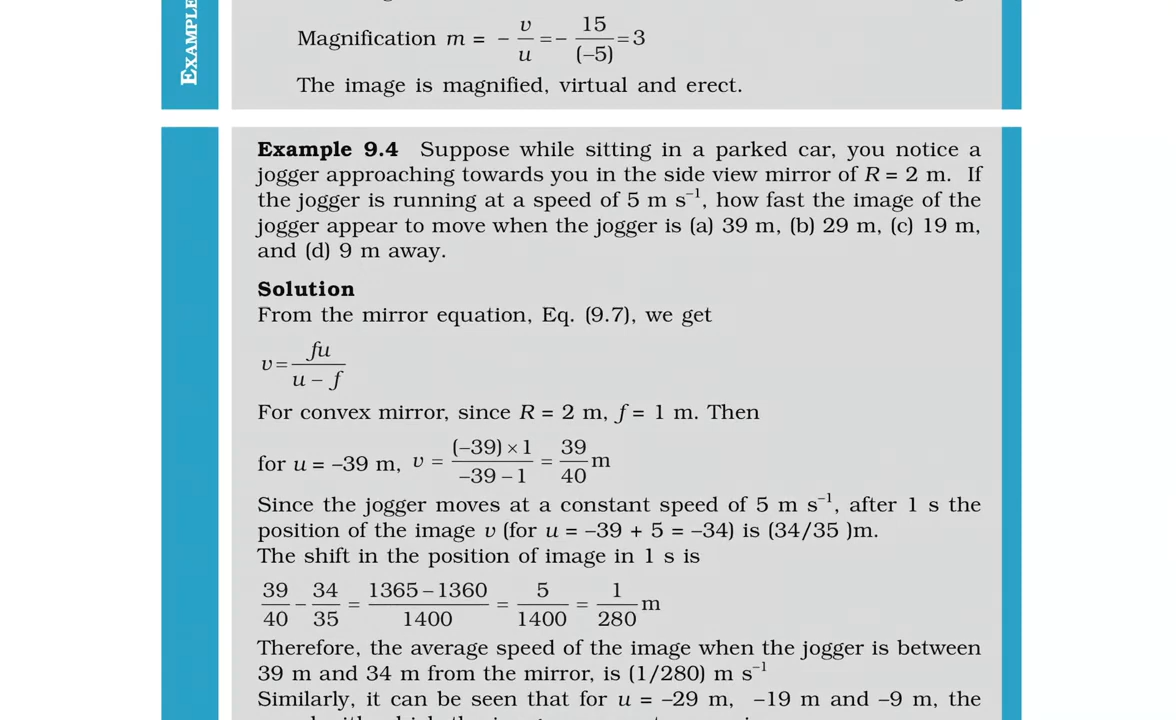 EXAMPLE
Magnification m = – v/u = – 15/(–5) = 3
The image is magnified, virtual and erect.
Example 9.4 Suppose while sitting in a parked car, you notice a
jogger approaching towards you in the side view mirror of R = 2 m. If
the jogger is running at a speed of 5 m s⁻¹, how fast the image of the
jogger appear to move when the jogger is (a) 39 m, (b) 29 m, (c) 19 m,
and (d) 9 m away.
Solution
From the mirror equation, Eq. (9.7), we get
v = fu/(u – f)
For convex mirror, since R = 2 m, f = 1 m. Then
for u = –39 m, v = (–39) × 1/(–39 – 1) = 39/40 m
Since the jogger moves at a constant speed of 5 m s⁻¹, after 1 s the
position of the image v (for u = –39 + 5 = –34) is (34/35 )m.
The shift in the position of image in 1 s is
39/40 – 34/35 = (1365 – 1360)/1400 = 5/1400 = 1/280 m
Therefore, the average speed of the image when the jogger is between
39 m and 34 m from the mirror, is (1/280) m s⁻¹
Similarly, it can be seen that for u = –29 m, –19 m and –9 m, the